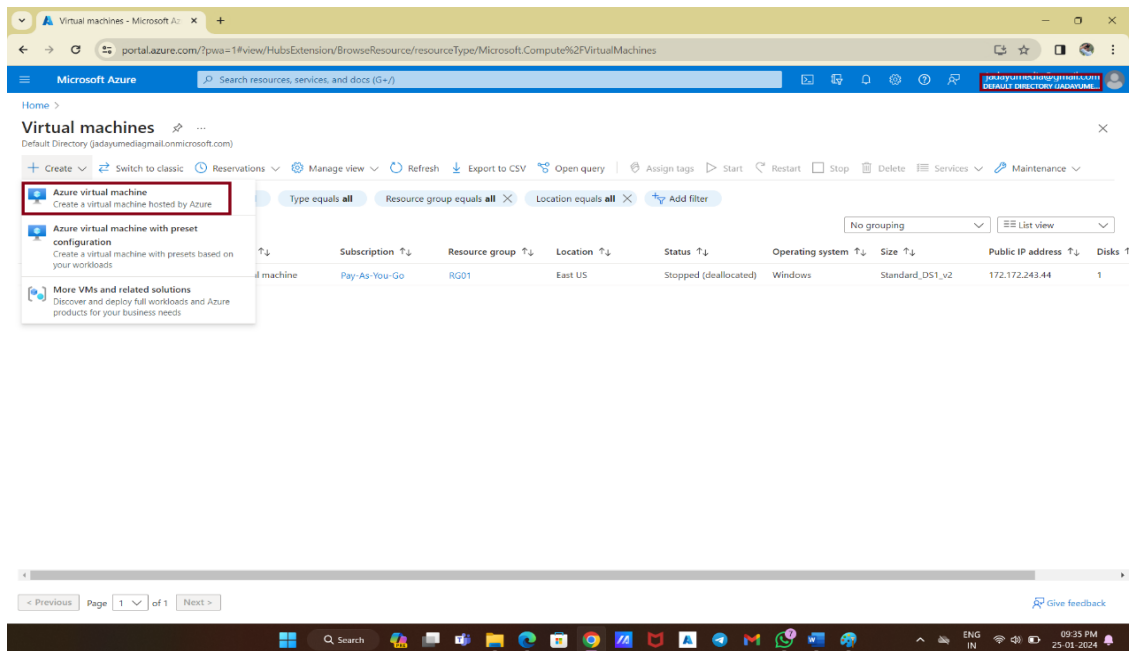 Virtual machines - Microsoft Az
portal.azure.com/?pwa=1#view/HubsExtension/BrowseResource/resourceType/Microsoft.Compute%2FVirtualMachines
Microsoft Azure
Search resources, services, and docs (G+/)
jadayumedia@gmail.com
DEFAULT DIRECTORY (JADAYUME...
Home >
Virtual machines ...
Default Directory (jadayumediagmail.onmicrosoft.com)
+ Create Switch to classic Reservations Manage view Refresh Export to CSV Open query Assign tags Start Restart Stop Delete Services Maintenance
Azure virtual machine
Create a virtual machine hosted by Azure
Azure virtual machine with preset
configuration
Create a virtual machine with presets based on
your workloads
More VMs and related solutions
Discover and deploy full workloads and Azure
products for your business needs
Type equals all Resource group equals all Location equals all Add filter
No grouping List view
Subscription Resource group Location Status Operating system Size Public IP address Disks
machine Pay-As-You-Go RG01 East US Stopped (deallocated) Windows Standard_DS1_v2 172.172.243.44 1
< Previous Page 1 of 1 Next >
Give feedback
Search
ENG
IN
09:35 PM
25-01-2024